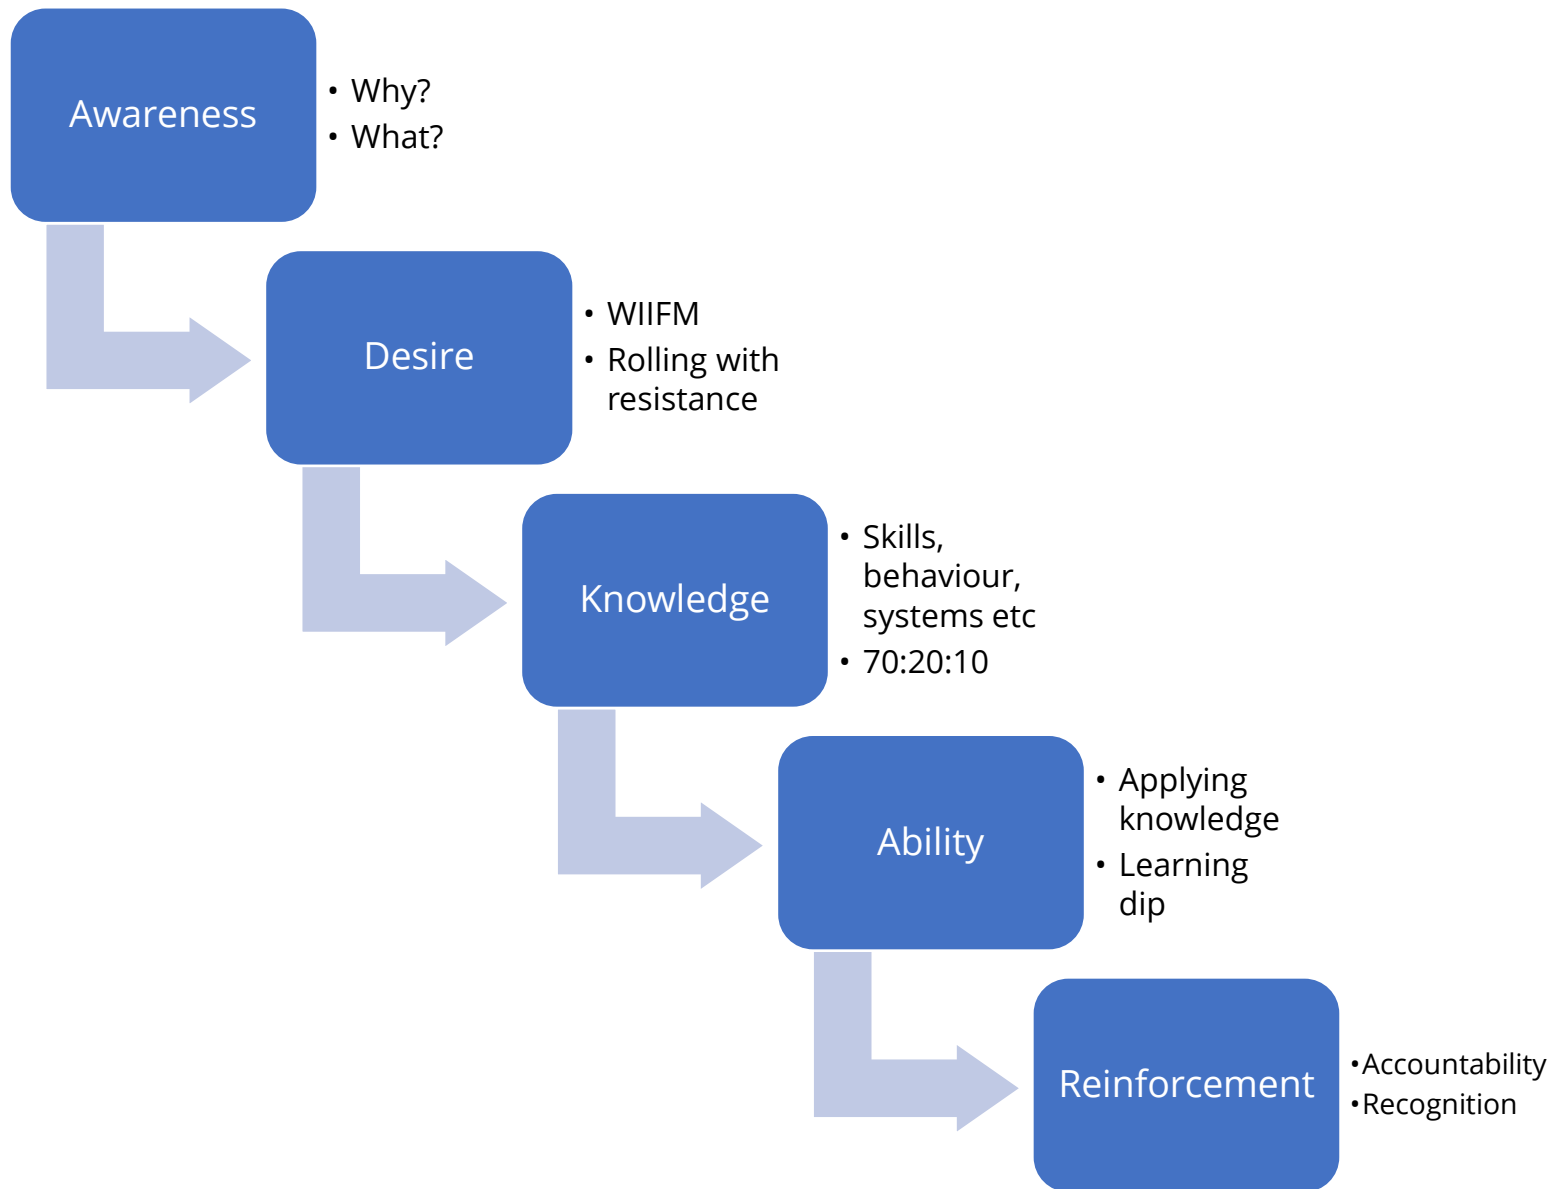 Awareness
• Why?
• What?
Desire
• WIIFM
• Rolling with
resistance
Knowledge
• Skills,
behaviour,
systems etc
• 70:20:10
Ability
• Applying
knowledge
• Learning
dip
Reinforcement
•Accountability
•Recognition